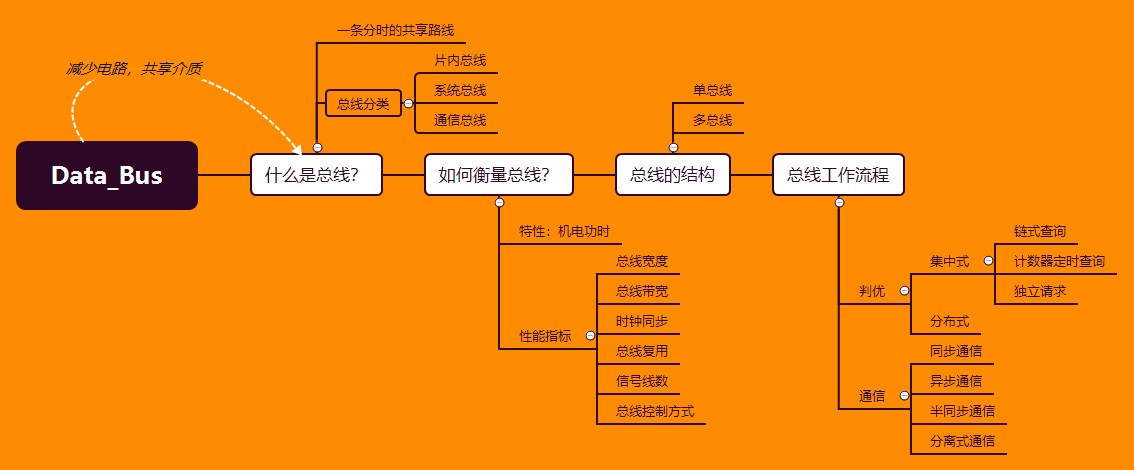 减少电路，共享介质
Data_Bus
什么是总线？
一条分时的共享路线
总线分类
片内总线
系统总线
通信总线
如何衡量总线？
特性：机电功时
性能指标
总线宽度
总线带宽
时钟同步
总线复用
信号线数
总线控制方式
总线的结构
单总线
多总线
总线工作流程
判优
集中式
链式查询
计数器定时查询
独立请求
分布式
通信
同步通信
异步通信
半同步通信
分离式通信